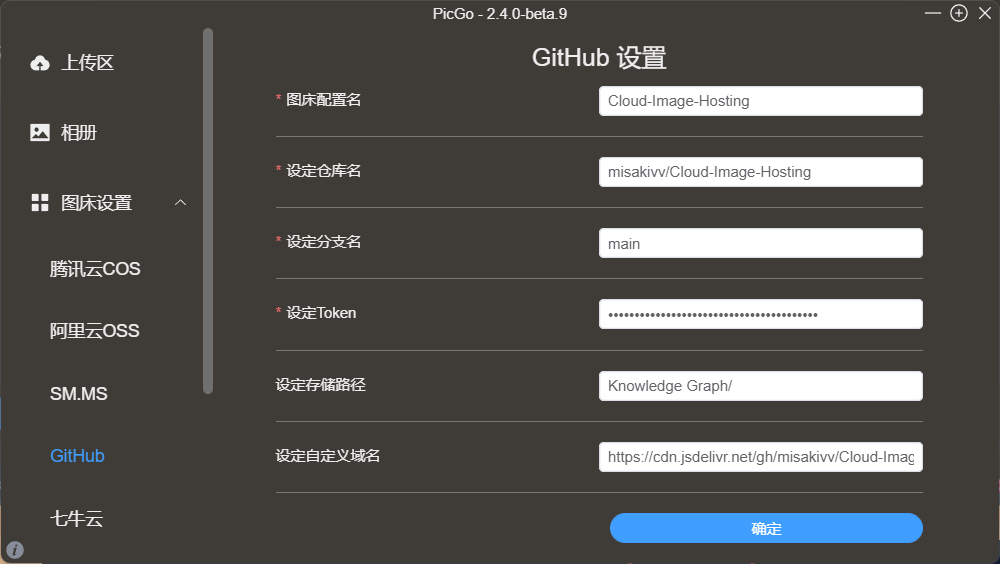 PicGo - 2.4.0-beta.9
上传区
相册
图床设置
腾讯云COS
阿里云OSS
SM.MS
GitHub
七牛云
GitHub 设置
* 图床配置名
Cloud-Image-Hosting
* 设定仓库名
misakivv/Cloud-Image-Hosting
* 设定分支名
main
* 设定Token
••••••••••••••••••••••••••••••••••••••••
设定存储路径
Knowledge Graph/
设定自定义域名
https://cdn.jsdelivr.net/gh/misakivv/Cloud-Imag
确定